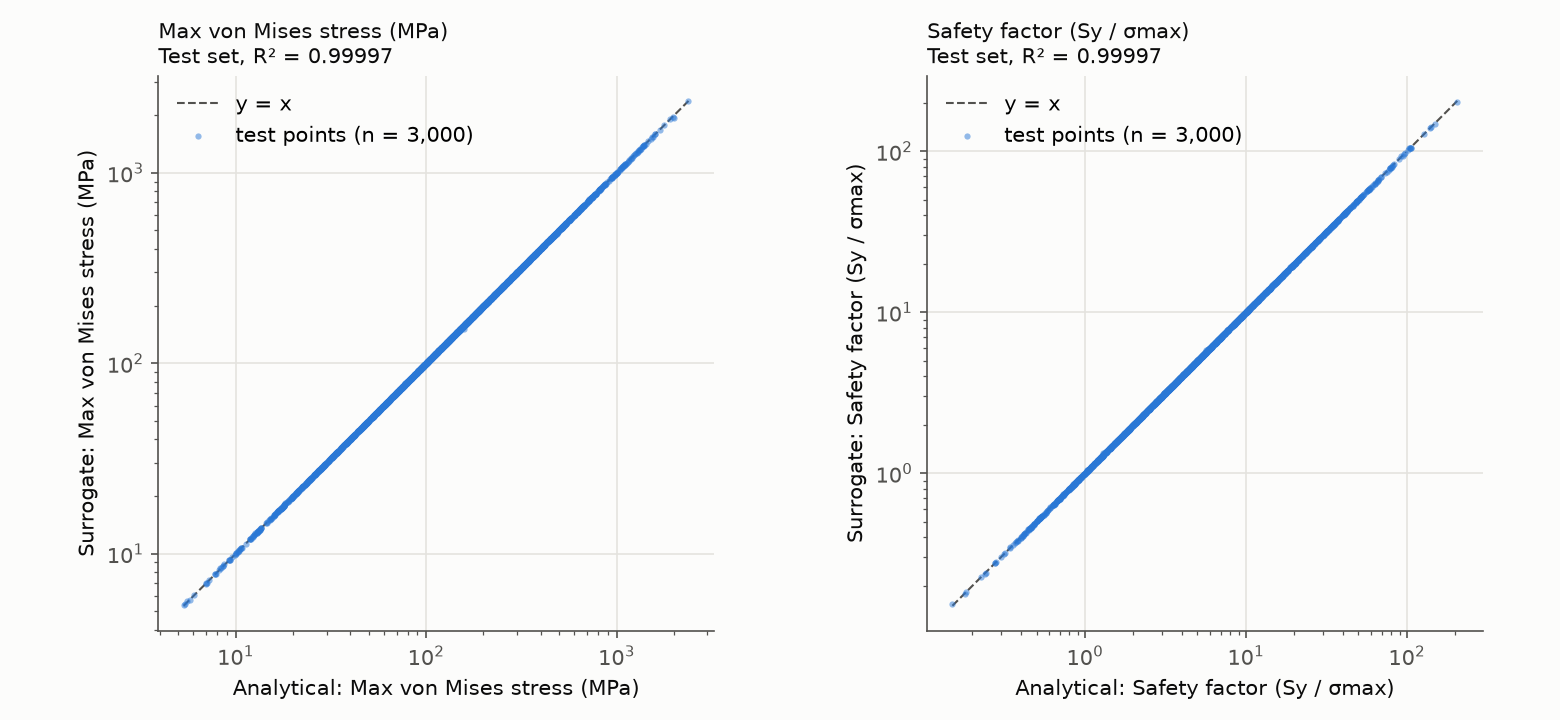 Max von Mises stress (MPa)
Test set, R² = 0.99997
y = x
test points (n = 3,000)
Surrogate: Max von Mises stress (MPa)
10³
10²
10¹
10¹
10²
10³
Analytical: Max von Mises stress (MPa)
Safety factor (Sy / σmax)
Test set, R² = 0.99997
y = x
test points (n = 3,000)
Surrogate: Safety factor (Sy / σmax)
10²
10¹
10⁰
10⁰
10¹
10²
Analytical: Safety factor (Sy / σmax)